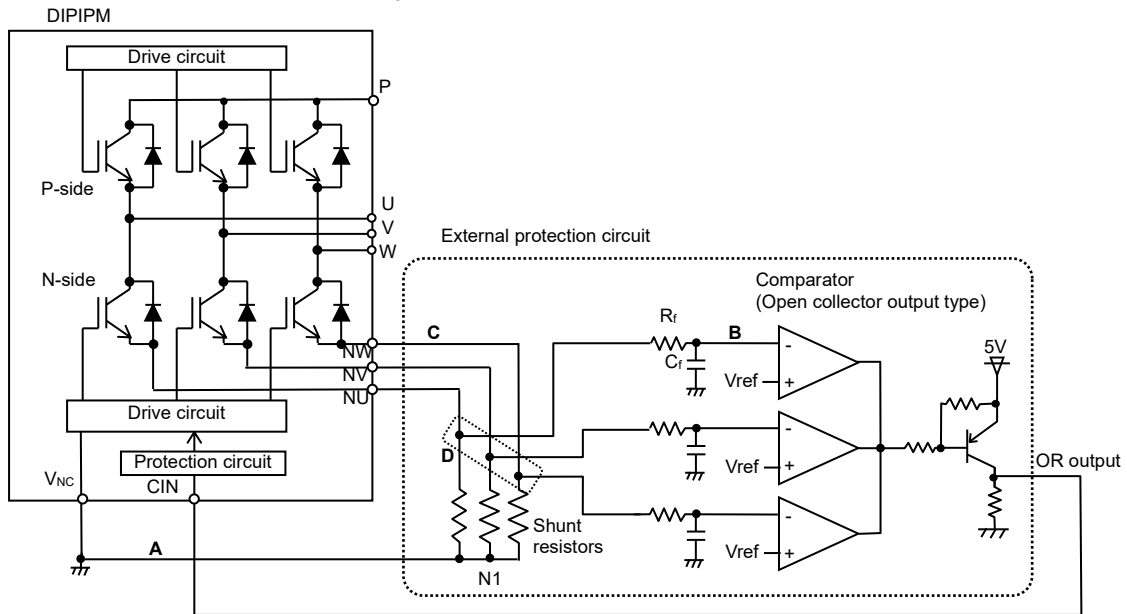 DIPIPM
Drive circuit
P
P-side
U
V
W
External protection circuit
N-side
Comparator
(Open collector output type)
C
Rf
B
5V
NW
Cf
-
Vref
+
NV
NU
Drive circuit
D
-
Vref
+
OR output
Protection circuit
VNC
CIN
Shunt
resistors
-
Vref
+
A
N1